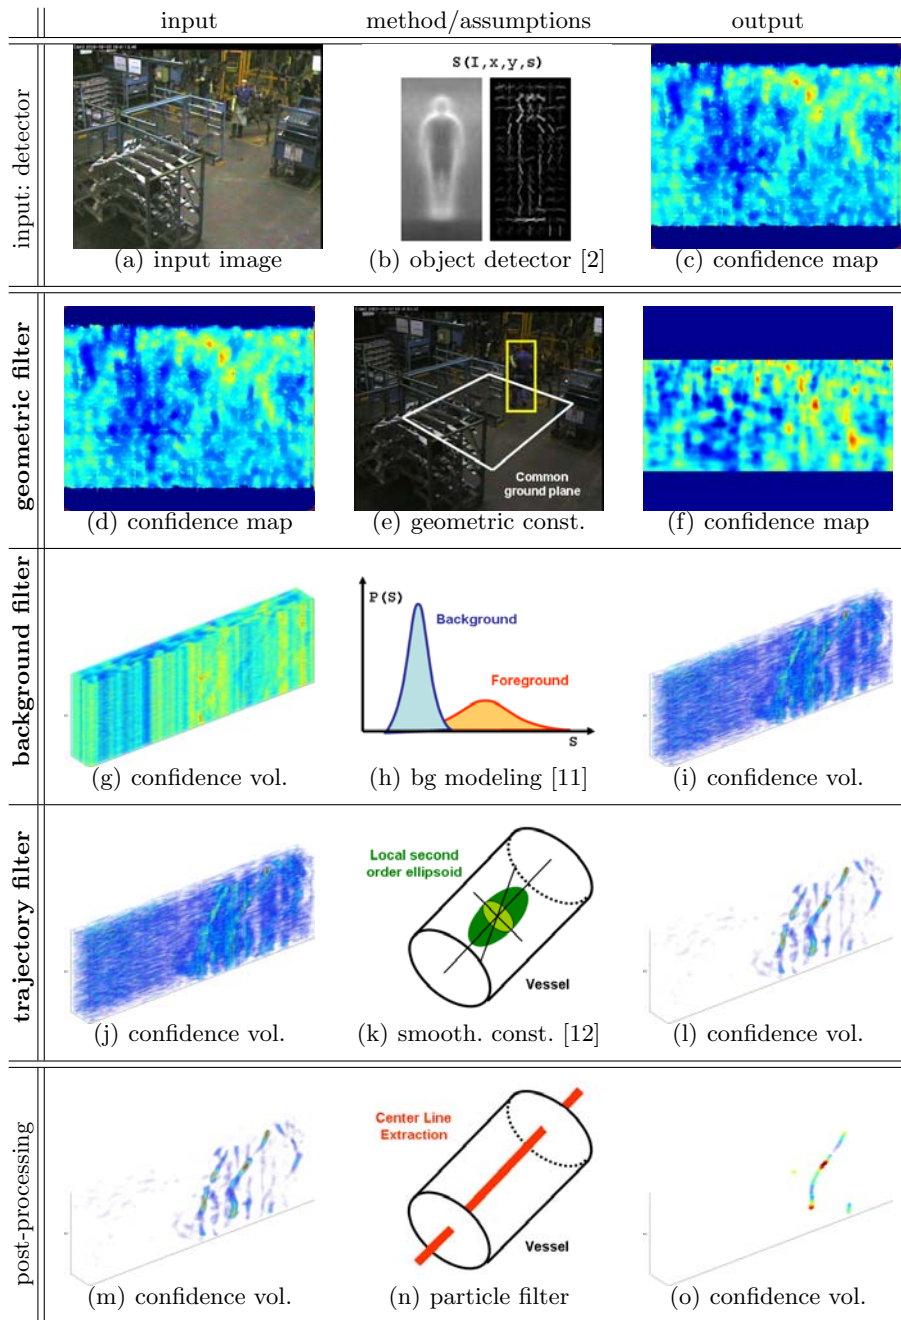 input method/assumptions output
input: detector
S(I,x,y,s)
(a) input image (b) object detector [2] (c) confidence map
geometric filter
Common
ground plane
(d) confidence map (e) geometric const. (f) confidence map
background filter
P(S)
Background
Foreground
S
(g) confidence vol. (h) bg modeling [11] (i) confidence vol.
trajectory filter
Local second
order ellipsoid
Vessel
(j) confidence vol. (k) smooth. const. [12] (l) confidence vol.
post-processing
Center Line
Extraction
Vessel
(m) confidence vol. (n) particle filter (o) confidence vol.